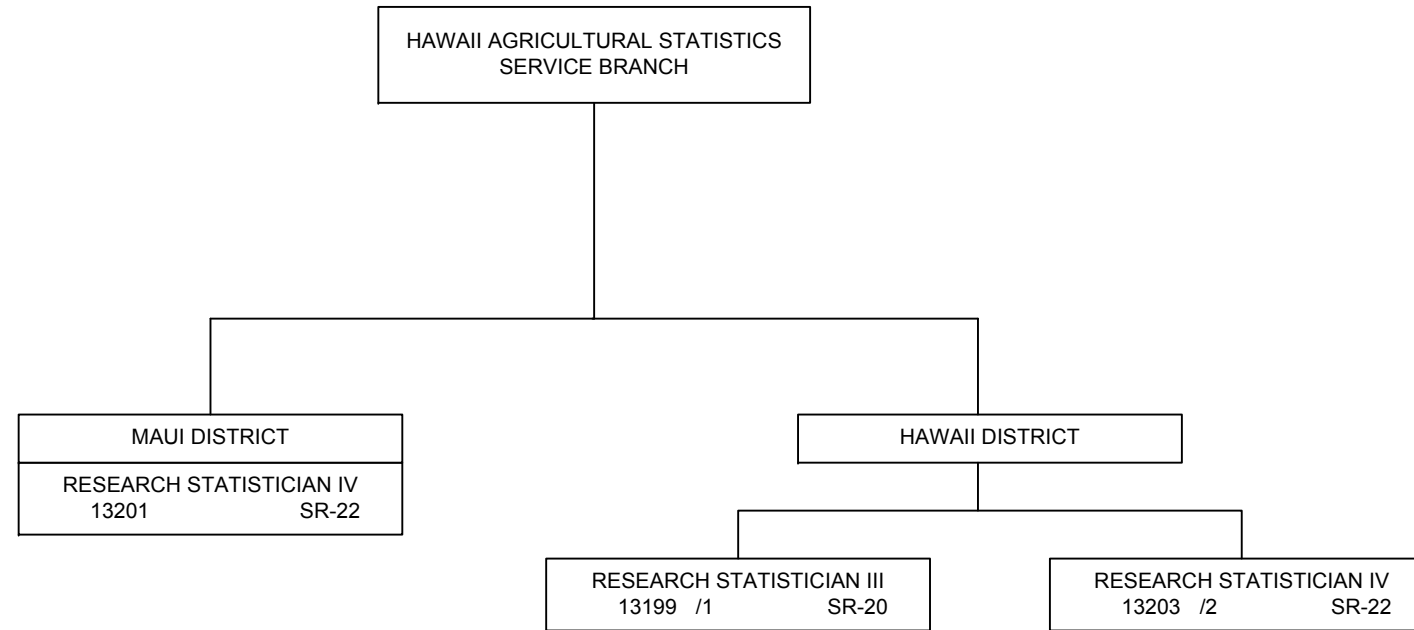 HAWAII AGRICULTURAL STATISTICS
SERVICE BRANCH
MAUI DISTRICT
RESEARCH STATISTICIAN IV
13201 SR-22
HAWAII DISTRICT
RESEARCH STATISTICIAN III
13199 /1 SR-20
RESEARCH STATISTICIAN IV
13203 /2 SR-22